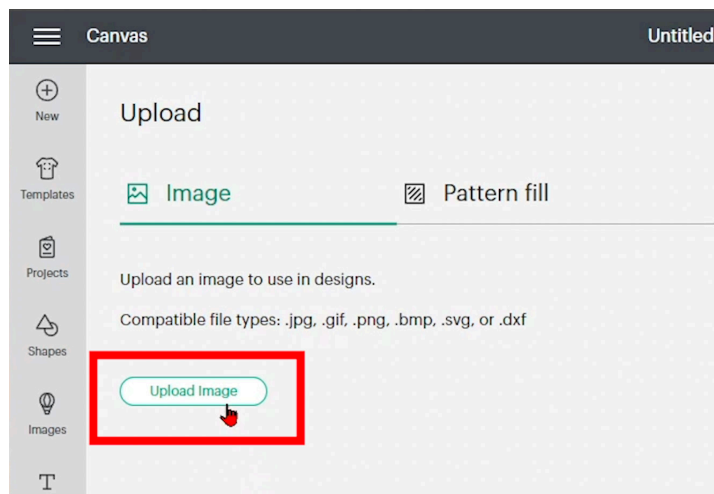 Canvas
Untitled
New
Templates
Projects
Shapes
Images
T
Upload
Image
Pattern fill
Upload an image to use in designs.
Compatible file types: .jpg, .gif, .png, .bmp, .svg, or .dxf
Upload Image